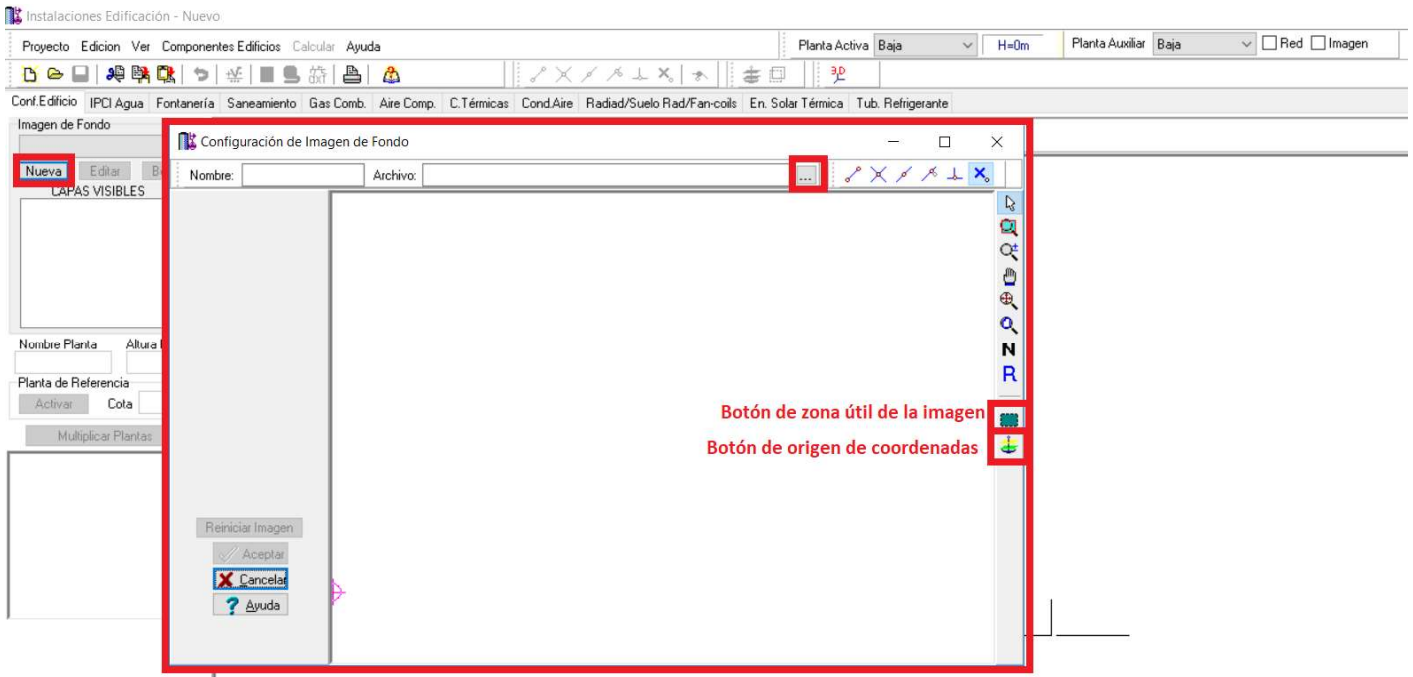 Instalaciones Edificación - Nuevo
Proyecto Edicion Ver Componentes Edificios Calcular Ayuda
Planta Activa Baja H=0m Planta Auxiliar Baja Red Imagen
3D
Conf.Edificio IPCI Agua Fontanería Saneamiento Gas Comb. Aire Comp. C.Térmicas Cond.Aire Radiad/Suelo Rad/Fan-coils En. Solar Térmica Tub. Refrigerante
Imagen de Fondo
Nueva Editar
CAPAS VISIBLES
Nombre Planta Altura
Planta de Referencia
Activar Cota
Multiplicar Plantas
Configuración de Imagen de Fondo
Nombre: Archivo: ...
N
R
Botón de zona útil de la imagen
Botón de origen de coordenadas
Reiniciar Imagen
Aceptar
Cancelar
Ayuda